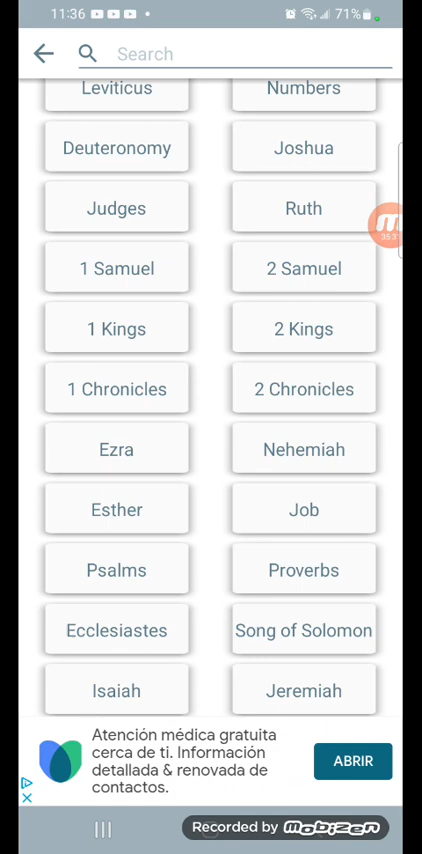 11:36
71%
Search
Leviticus
Numbers
Deuteronomy
Joshua
Judges
Ruth
1 Samuel
2 Samuel
1 Kings
2 Kings
1 Chronicles
2 Chronicles
Ezra
Nehemiah
Esther
Job
Psalms
Proverbs
Ecclesiastes
Song of Solomon
Isaiah
Jeremiah
Atención médica gratuita
cerca de ti. Información
detallada & renovada de
contactos.
ABRIR
Recorded by MOBIZEN